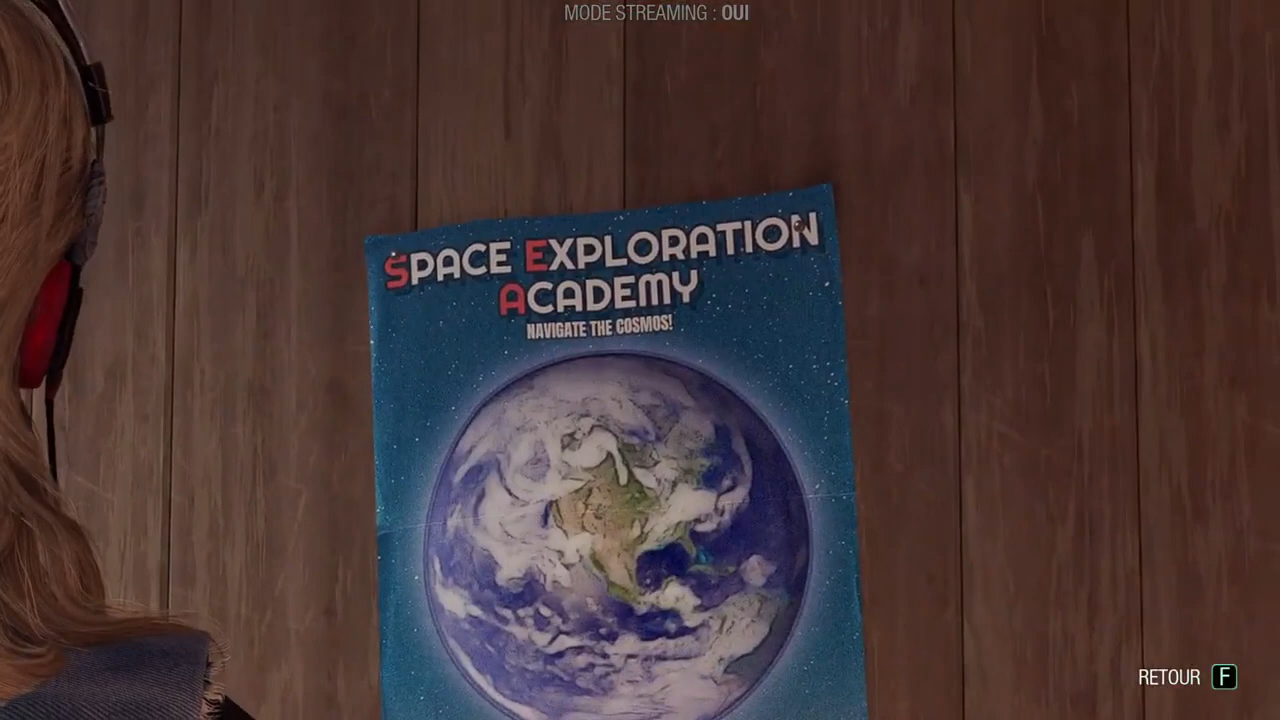 MODE STREAMING : OUI
SPACE EXPLORATION
ACADEMY
NAVIGATE THE COSMOS!
RETOUR F